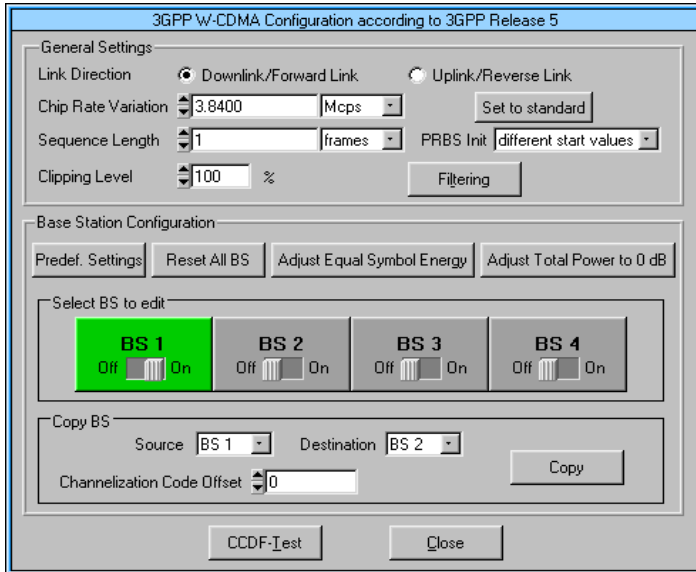 3GPP W-CDMA Configuration according to 3GPP Release 5
General Settings
Link Direction Downlink/Forward Link Uplink/Reverse Link
Chip Rate Variation 3.8400 Mcps Set to standard
Sequence Length 1 frames PRBS Init different start values
Clipping Level 100 % Filtering
Base Station Configuration
Predef. Settings Reset All BS Adjust Equal Symbol Energy Adjust Total Power to 0 dB
Select BS to edit
BS 1 BS 2 BS 3 BS 4
Off On Off On Off On Off On
Copy BS
Source BS 1 Destination BS 2
Copy
Channelization Code Offset 0
CCDF-Test Close